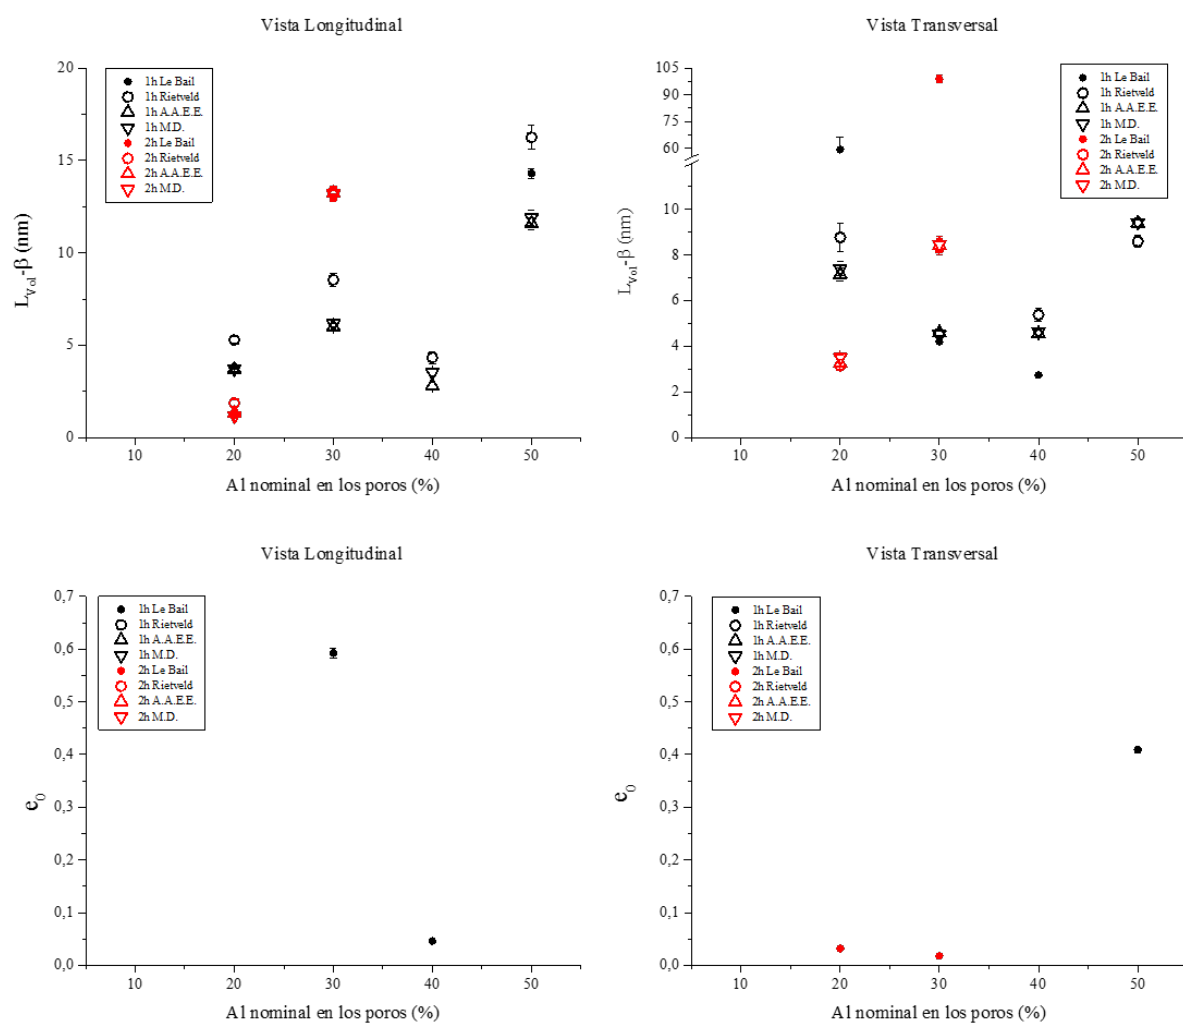 Vista Longitudinal
20
15
10
5
0
L_Vol-β (nm)
1h Le Bail
1h Rietveld
1h A.A.E.E.
1h M.D.
2h Le Bail
2h Rietveld
2h A.A.E.E.
2h M.D.
10 20 30 40 50
Al nominal en los poros (%)
Vista Transversal
105
90
75
60
10
8
6
4
2
0
L_Vol-β (nm)
1h Le Bail
1h Rietveld
1h A.A.E.E.
1h M.D.
2h Le Bail
2h Rietveld
2h A.A.E.E.
2h M.D.
10 20 30 40 50
Al nominal en los poros (%)
Vista Longitudinal
0,7
0,6
0,5
0,4
0,3
0,2
0,1
0,0
e₀
1h Le Bail
1h Rietveld
1h A.A.E.E.
1h M.D.
2h Le Bail
2h Rietveld
2h A.A.E.E.
2h M.D.
10 20 30 40 50
Al nominal en los poros (%)
Vista Transversal
0,7
0,6
0,5
0,4
0,3
0,2
0,1
0,0
e₀
1h Le Bail
1h Rietveld
1h A.A.E.E.
1h M.D.
2h Le Bail
2h Rietveld
2h A.A.E.E.
2h M.D.
10 20 30 40 50
Al nominal en los poros (%)